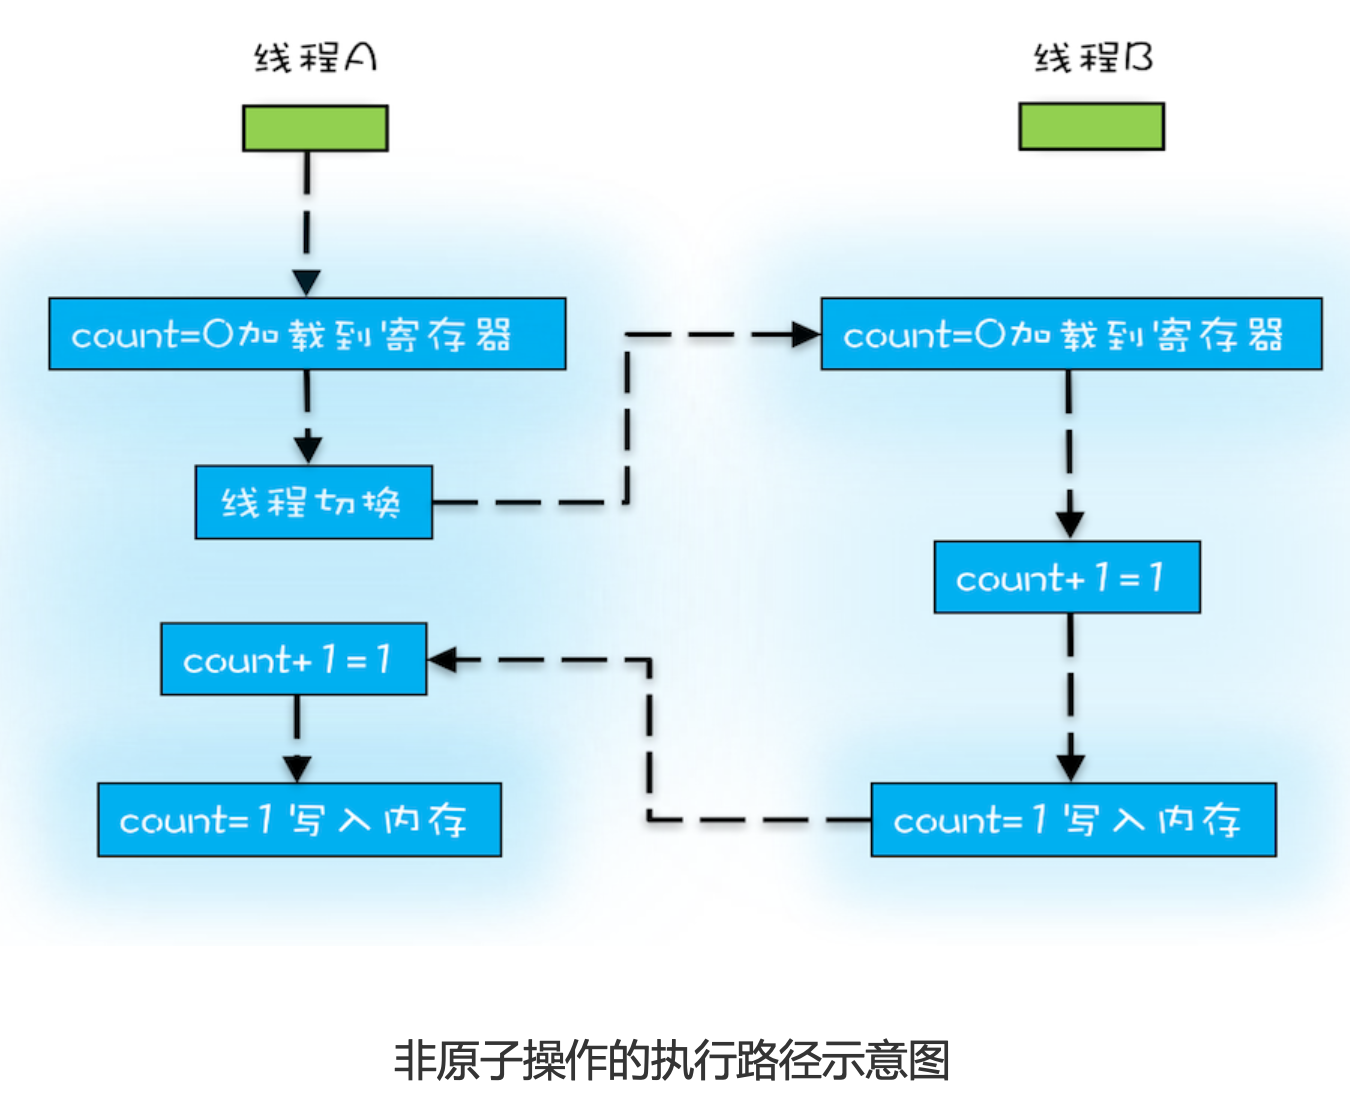 线程A
线程B
count=0加载到寄存器
count=0加载到寄存器
线程切换
count+1=1
count+1=1
count=1写入内存
count=1写入内存
非原子操作的执行路径示意图